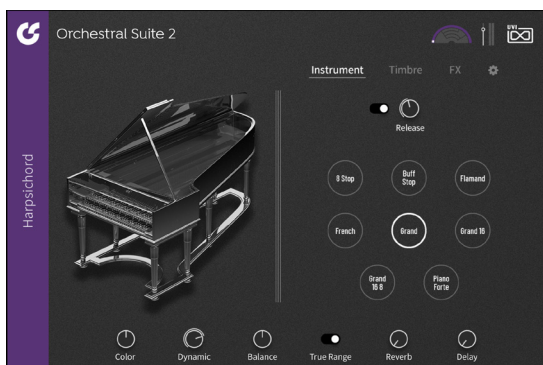 Orchestral Suite 2
UVI
Instrument Timbre FX
Release
Harpsichord
8 Stop
Buff
Stop
Flamand
French Grand Grand 16
Grand
16 8
Piano
Forte
Color Dynamic Balance True Range Reverb Delay